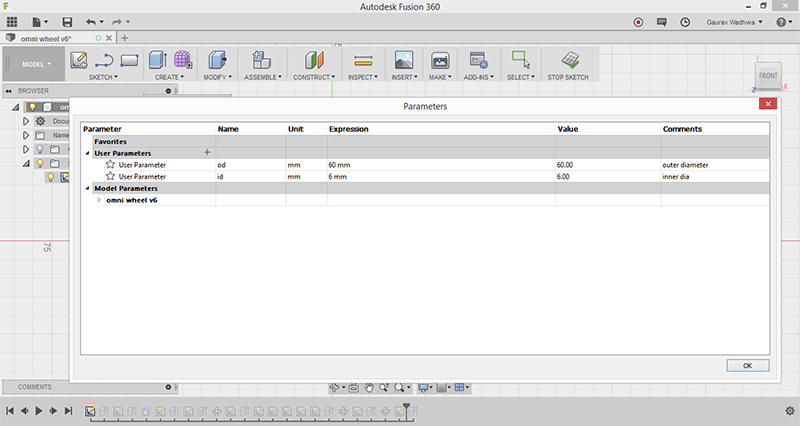 F
Autodesk Fusion 360
Gaurav Wadhwa
?
omni wheel v6*
MODEL
SKETCH
CREATE
MODIFY
ASSEMBLE
CONSTRUCT
INSPECT
INSERT
MAKE
ADD-INS
SELECT
STOP SKETCH
FRONT
BROWSER
Parameters
Parameter Name Unit Expression Value Comments
Favorites
User Parameters +
User Parameter od mm 60 mm 60.00 outer diameter
User Parameter id mm 6 mm 6.00 inner dia
Model Parameters
omni wheel v6
75
OK
COMMENTS